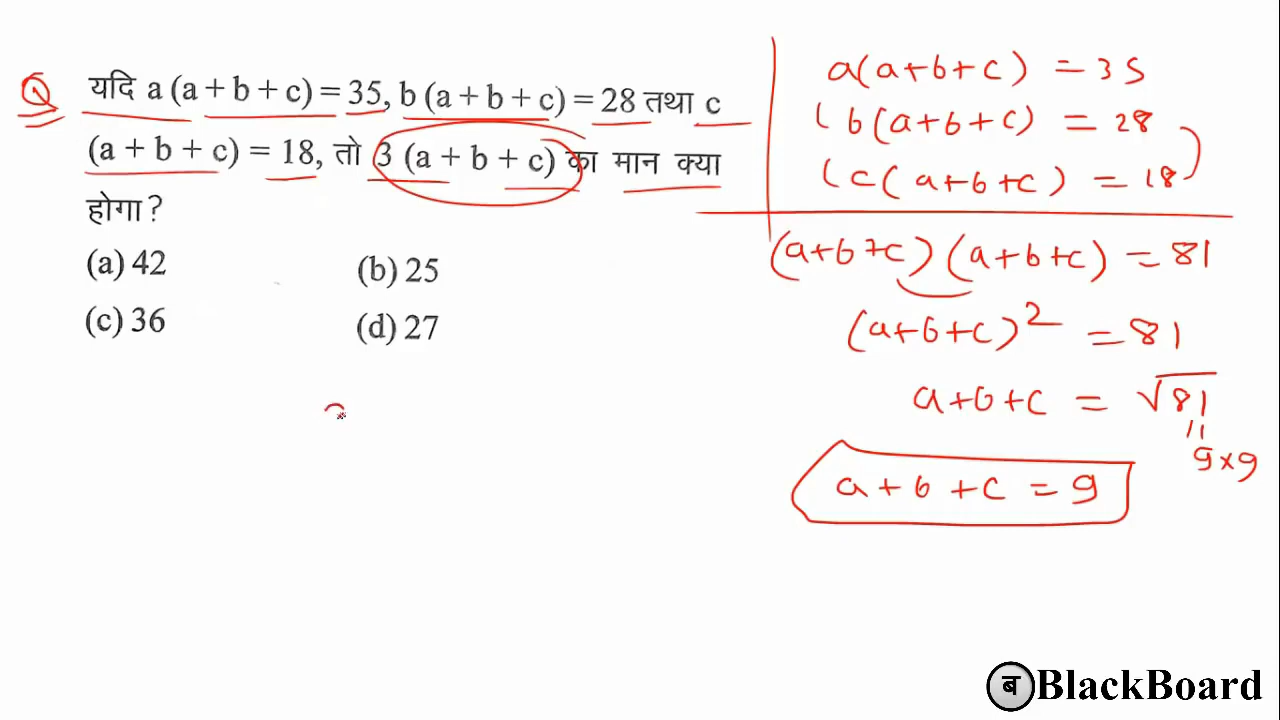 Q यदि a (a + b + c) = 35, b (a + b + c) = 28 तथा c
(a + b + c) = 18, तो 3 (a + b + c) का मान क्या
होगा?
(a) 42 (b) 25
(c) 36 (d) 27
a(a+b+c) = 35
b(a+b+c) = 28
c(a+b+c) = 18
(a+b+c)(a+b+c) = 81
(a+b+c)² = 81
a+b+c = √81
9×9
a+b+c = 9
ब BlackBoard